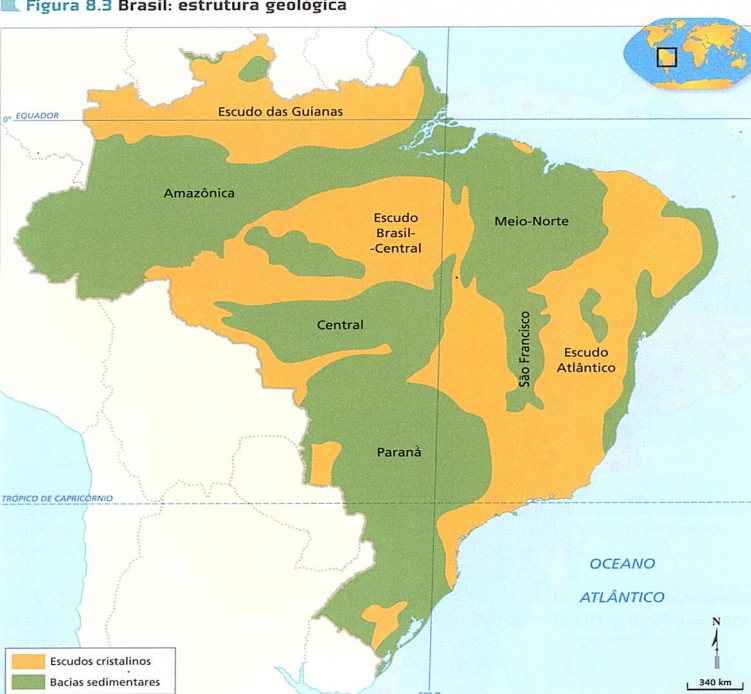 Figura 8.3 Brasil: estrutura geológica
0° EQUADOR
Escudo das Guianas
Amazônica
Escudo
Brasil-
-Central
Meio-Norte
Central
São Francisco
Escudo
Atlântico
Paraná
TRÓPICO DE CAPRICÓRNIO
OCEANO
ATLÂNTICO
N
340 km
Escudos cristalinos
Bacias sedimentares